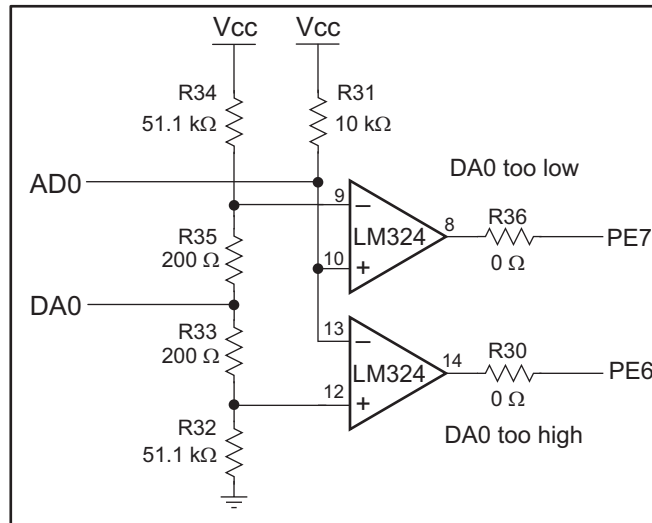 Vcc Vcc
R34
51.1 kΩ
R31
10 kΩ
AD0
DA0 too low
9
−
8
R36
LM324
PE7
R35
200 Ω
10
+
0 Ω
DA0
13
−
R33
200 Ω
14
R30
LM324
PE6
12
+
0 Ω
R32
51.1 kΩ
DA0 too high